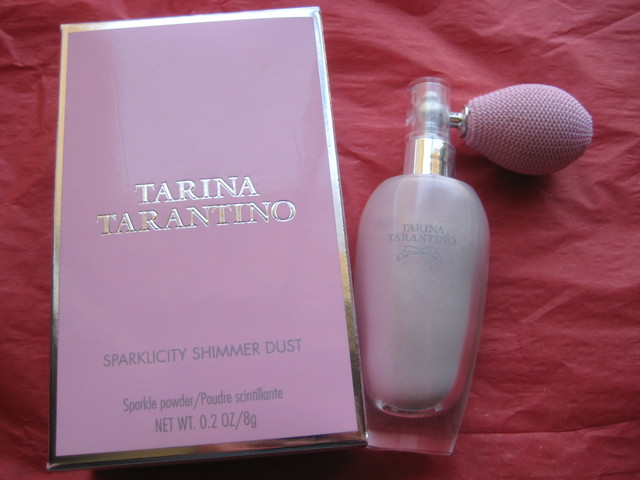 TARINA
TARANTINO
SPARKLICITY SHIMMER DUST
Sparkle powder/Poudre scintillante
NET WT. 0.2 OZ/8g
TARINA
TARANTINO